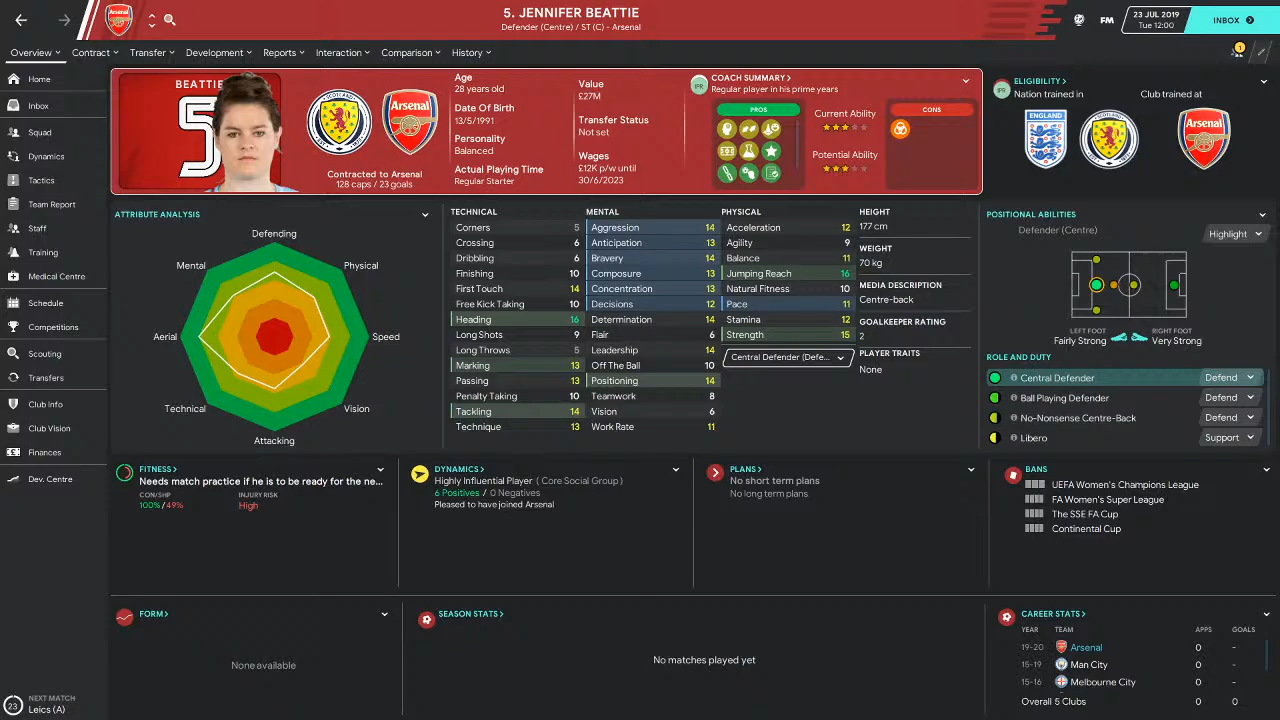 5. JENNIFER BEATTIE
Defender (Centre) / ST (C) - Arsenal
FM
23 JUL 2019
Tue 12:00
INBOX
Overview
Contract
Transfer
Development
Reports
Interaction
Comparison
History
1
Home
Inbox
Squad
Dynamics
Tactics
Team Report
Staff
Training
Medical Centre
Schedule
Competitions
Scouting
Transfers
Club Info
Club Vision
Finances
Dev. Centre
NEXT MATCH
23
Leics (A)
BEATTIE
5
Arsenal
Contracted to Arsenal
128 caps / 23 goals
Age
28 years old
Date Of Birth
13/5/1991
Personality
Balanced
Actual Playing Time
Regular Starter
Value
£27M
Transfer Status
Not set
Wages
£12K p/w until
30/6/2023
PR
COACH SUMMARY>
Regular player in his prime years
PROS
Current Ability
Potential Ability
CONS
PR
ELIGIBILITY>
Nation trained in
Club trained at
ENGLAND
Arsenal
ATTRIBUTE ANALYSIS
Defending
Physical
Speed
Vision
Attacking
Technical
Aerial
Mental
TECHNICAL
Corners 5
Crossing 6
Dribbling 6
Finishing 10
First Touch 14
Free Kick Taking 10
Heading 16
Long Shots 9
Long Throws 5
Marking 13
Passing 13
Penalty Taking 10
Tackling 14
Technique 13
MENTAL
Aggression 14
Anticipation 13
Bravery 14
Composure 13
Concentration 13
Decisions 12
Determination 14
Flair 6
Leadership 14
Off The Ball 10
Positioning 14
Teamwork 8
Vision 6
Work Rate 11
PHYSICAL
Acceleration 12
Agility 9
Balance 11
Jumping Reach 16
Natural Fitness 10
Pace 11
Stamina 12
Strength 15
Central Defender (Defe...
HEIGHT
177 cm
WEIGHT
70 kg
MEDIA DESCRIPTION
Centre-back
GOALKEEPER RATING
2
PLAYER TRAITS
None
POSITIONAL ABILITIES
Defender (Centre)
Highlight
LEFT FOOT
Fairly Strong
RIGHT FOOT
Very Strong
ROLE AND DUTY
Central Defender Defend
Ball Playing Defender Defend
No-Nonsense Centre-Back Defend
Libero Support
FITNESS>
Needs match practice if he is to be ready for the ne...
CON/SHP
100% / 49%
INJURY RISK
High
DYNAMICS>
Highly Influential Player ( Core Social Group )
6 Positives / 0 Negatives
Pleased to have joined Arsenal
PLANS>
No short term plans
No long term plans
BANS
UEFA Women's Champions League
FA Women's Super League
The SSE FA Cup
Continental Cup
FORM>
None available
SEASON STATS>
No matches played yet
CAREER STATS>
YEAR TEAM APPS GOALS
19-20 Arsenal 0 -
15-19 Man City 0 -
15-16 Melbourne City 0 -
Overall 5 Clubs 0 0